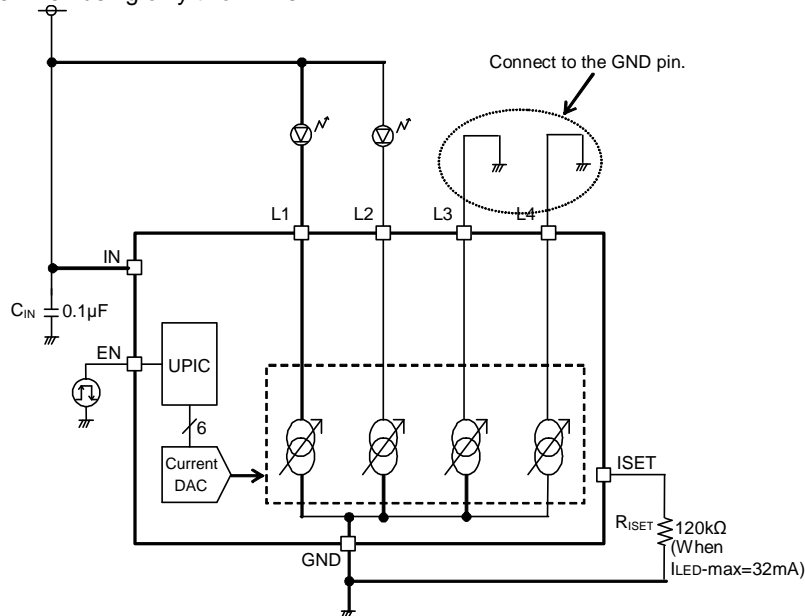 Connect to the GND pin.
L1
L2
L3
L4
IN
CIN
0.1µF
EN
UPIC
6
Current
DAC
ISET
RISET
120kΩ
(When
ILED-max=32mA)
GND